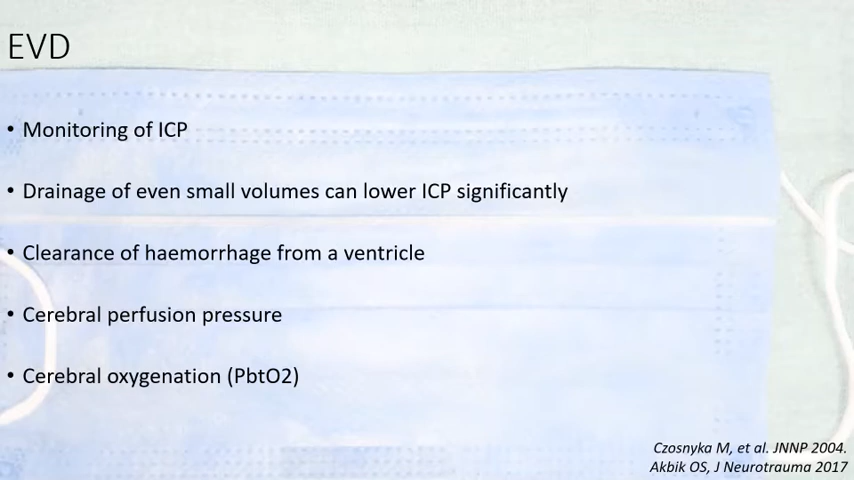 EVD
• Monitoring of ICP
• Drainage of even small volumes can lower ICP significantly
• Clearance of haemorrhage from a ventricle
• Cerebral perfusion pressure
• Cerebral oxygenation (PbtO2)
Czosnyka M, et al. JNNP 2004.
Akbik OS, J Neurotrauma 2017